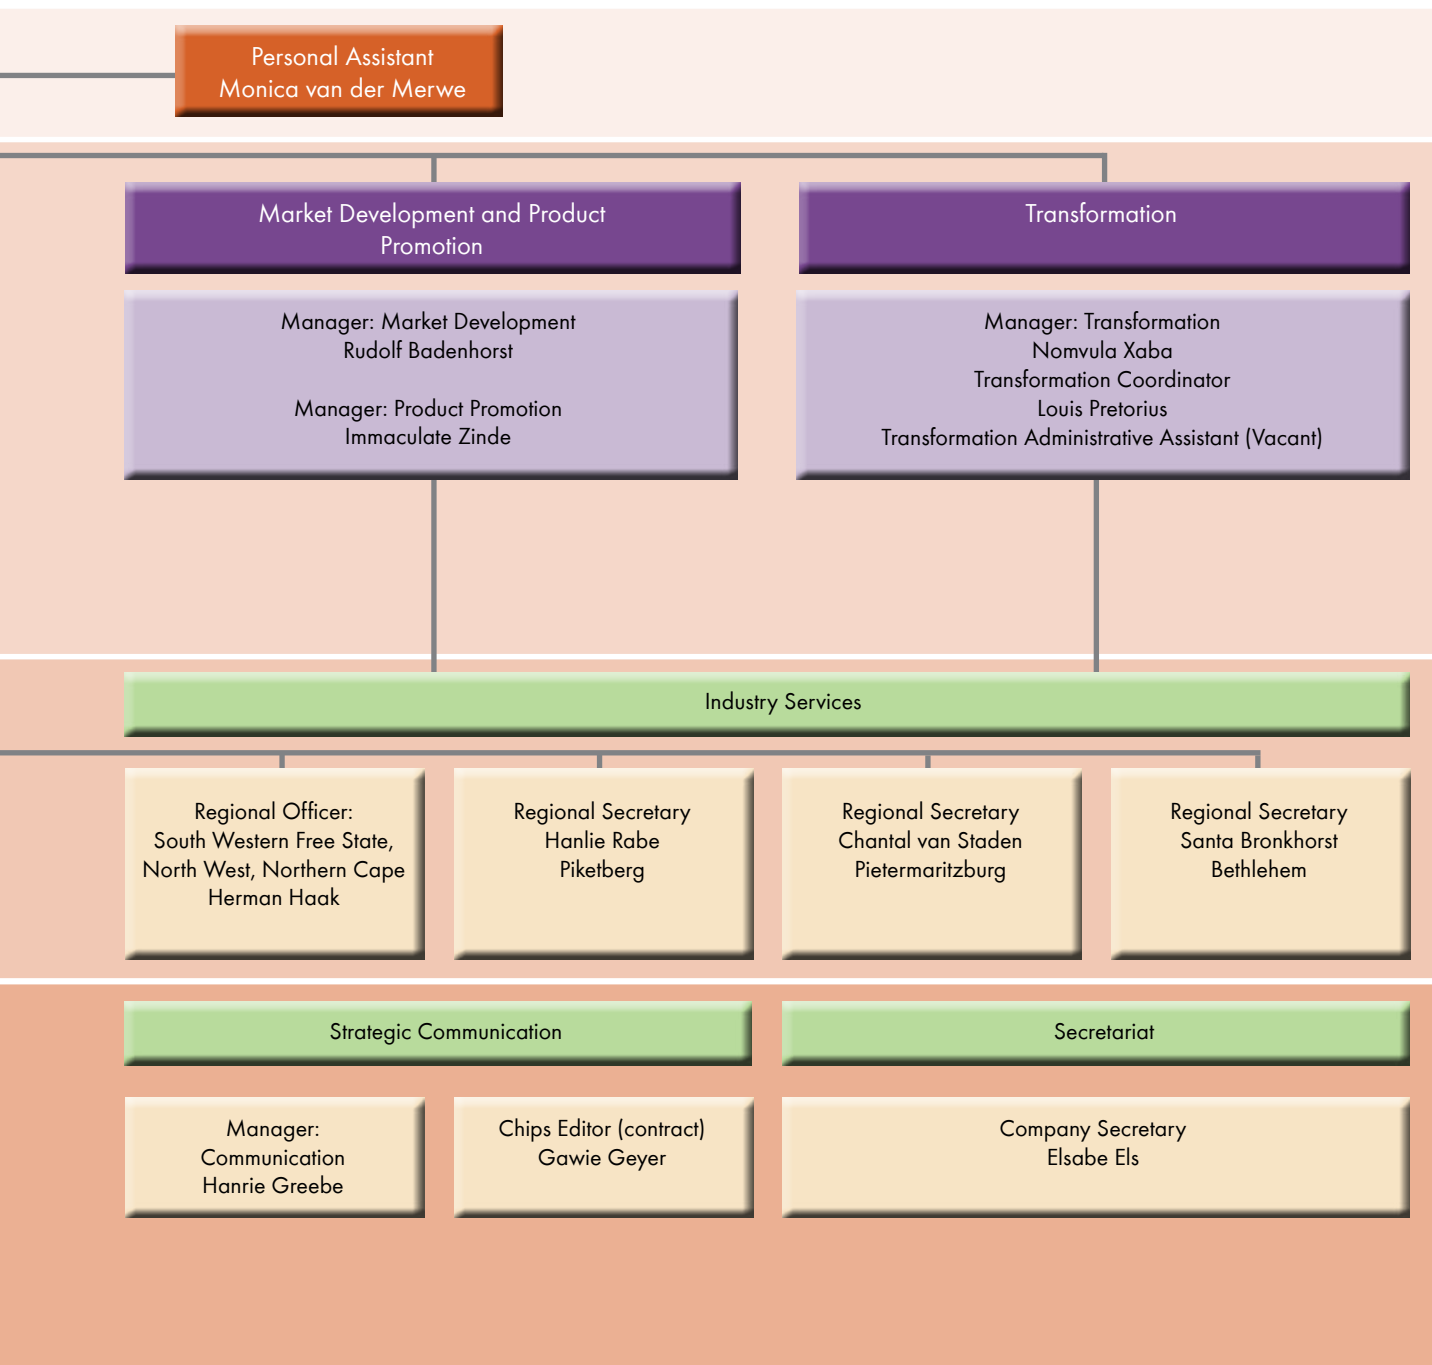 Personal Assistant
Monica van der Merwe
Market Development and Product
Promotion
Transformation
Manager: Market Development
Rudolf Badenhorst
Manager: Product Promotion
Immaculate Zinde
Manager: Transformation
Nomvula Xaba
Transformation Coordinator
Louis Pretorius
Transformation Administrative Assistant (Vacant)
Industry Services
Regional Officer:
South Western Free State,
North West, Northern Cape
Herman Haak
Regional Secretary
Hanlie Rabe
Piketberg
Regional Secretary
Chantal van Staden
Pietermaritzburg
Regional Secretary
Santa Bronkhorst
Bethlehem
Strategic Communication
Secretariat
Manager:
Communication
Hanrie Greebe
Chips Editor (contract)
Gawie Geyer
Company Secretary
Elsabe Els